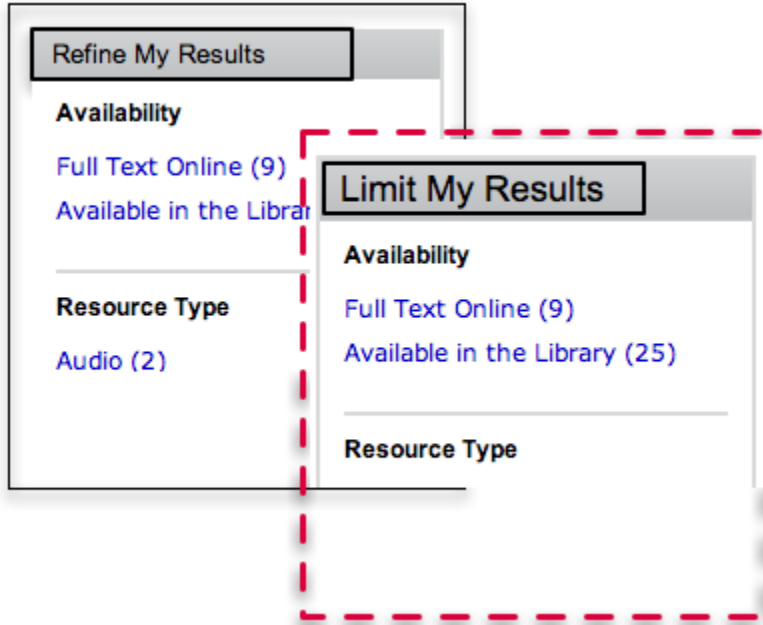 Refine My Results
Availability
Full Text Online (9)
Available in the
Resource Type
Audio (2)
Limit My Results
Availability
Full Text Online (9)
Available in the Library (25)
Resource Type